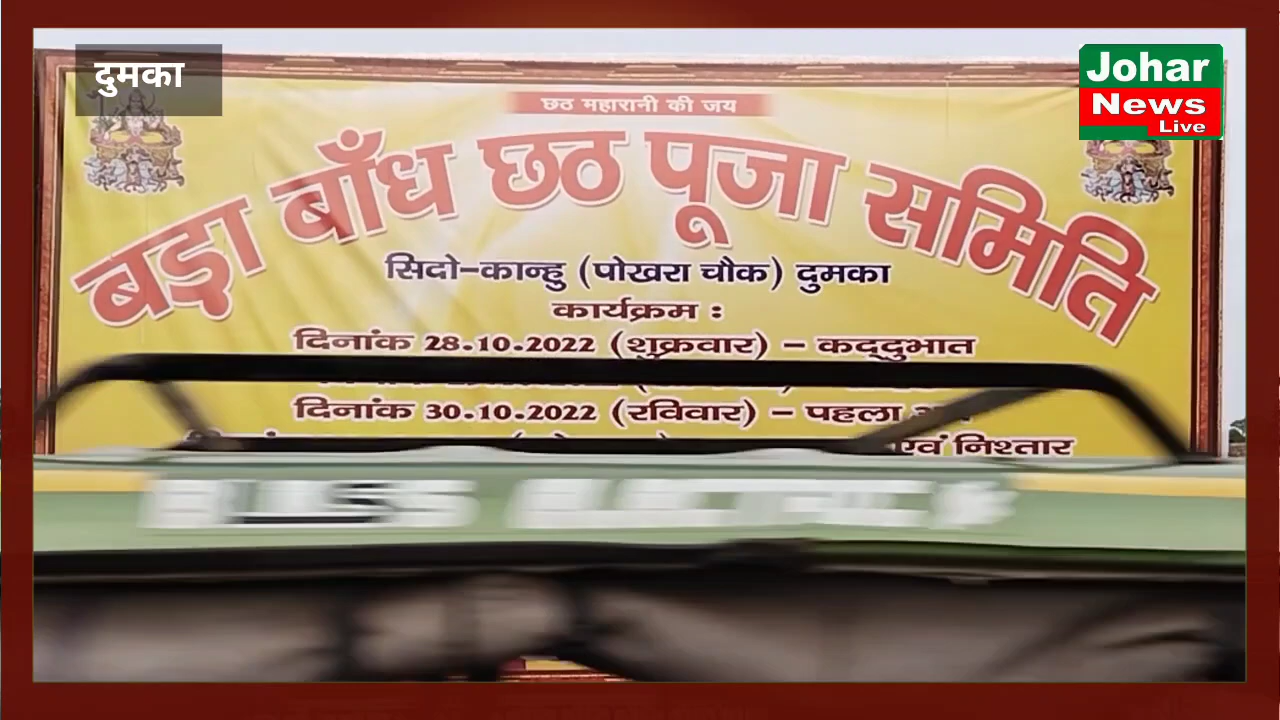 दुमका
Johar
News
Live
छठ महारानी की जय
बड़ा बाँध छठ पूजा समिति
सिदो-कान्हु (पोखरा चौक) दुमका
कार्यक्रम :
दिनांक 28.10.2022 (शुक्रवार) - कद्दुभात
दिनांक 30.10.2022 (रविवार) - पहला
एवं निश्तार